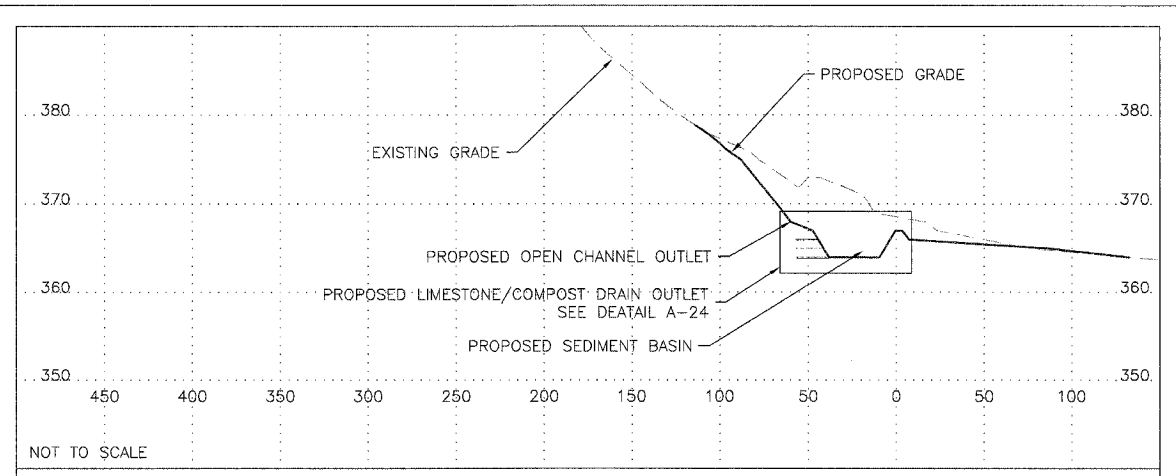 PROPOSED GRADE
380 380
EXISTING GRADE
370 370
PROPOSED OPEN CHANNEL OUTLET
PROPOSED LIMESTONE/COMPOST DRAIN OUTLET
SEE DEATAIL A-24
360 360
PROPOSED SEDIMENT BASIN
350 350
450 400 350 300 250 200 150 100 50 0 50 100
NOT TO SCALE